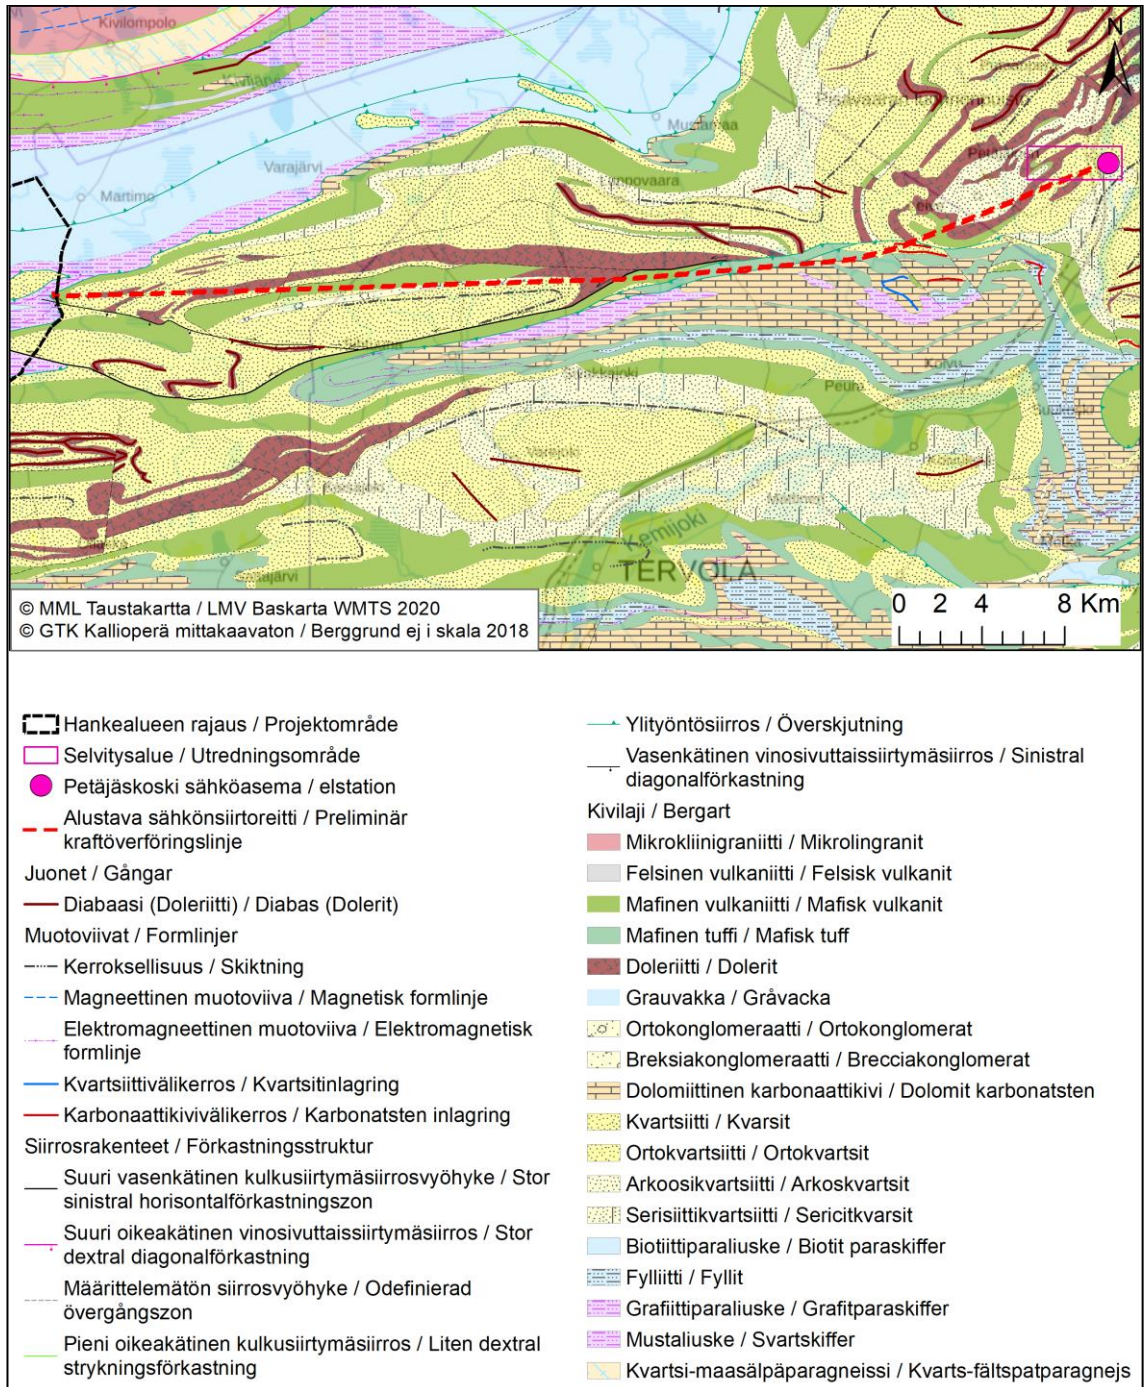 Kivilompolo
N
Kivijärvi
Mustamaa
Varajärvi
Martimo
Peura
Koivu
Kemijoki
TERVOLA
© MML Taustakartta / LMV Baskarta WMTS 2020
© GTK Kallioperä mittakaavaton / Berggrund ej i skala 2018
0 2 4 8 Km
Hankealueen rajaus / Projektområde
Selvitysalue / Utredningsområde
Petäjäskoski sähköasema / elstation
Alustava sähkönsiirtoreitti / Preliminär
kraftöverföringslinje
Juonet / Gångar
Diabaasi (Doleriitti) / Diabas (Dolerit)
Muotoviivat / Formlinjer
Kerroksellisuus / Skiktning
Magneettinen muotoviiva / Magnetisk formlinje
Elektromagneettinen muotoviiva / Elektromagnetisk
formlinje
Kvartsiittivälikerros / Kvartsitinlagring
Karbonaattikivivälikerros / Karbonatsten inlagring
Siirrosrakenteet / Förkastningsstruktur
Suuri vasenkätinen kulkusiirtymäsiirrosvyöhyke / Stor
sinistral horisontalförkastningszon
Suuri oikeakätinen vinosivuttaissiirtymäsiirros / Stor
dextral diagonalförkastning
Määrittelemätön siirrosvyöhyke / Odefinierad
övergångszon
Pieni oikeakätinen kulkusiirtymäsiirros / Liten dextral
strykningsförkastning
Ylityöntösiirros / Överskjutning
Vasenkätinen vinosivuttaissiirtymäsiirros / Sinistral
diagonalförkastning
Kivilaji / Bergart
Mikrokliinigraniitti / Mikrolingranit
Felsinen vulkaniitti / Felsisk vulkanit
Mafinen vulkaniitti / Mafisk vulkanit
Mafinen tuffi / Mafisk tuff
Doleriitti / Dolerit
Grauvakka / Gråvacka
Ortokonglomeraatti / Ortokonglomerat
Breksiakonglomeraatti / Brecciakonglomerat
Dolomiittinen karbonaattikivi / Dolomit karbonatsten
Kvartsiitti / Kvarsit
Ortokvartsiitti / Ortokvartsit
Arkoosikvartsiitti / Arkoskvartsit
Serisiittikvartsiitti / Sericitkvarsit
Biotiittiparaliuske / Biotit paraskiffer
Fylliitti / Fyllit
Grafiittiparaliuske / Grafitparaskiffer
Mustaliuske / Svartskiffer
Kvartsi-maasälpäparagneissi / Kvarts-fältspatparagnejs